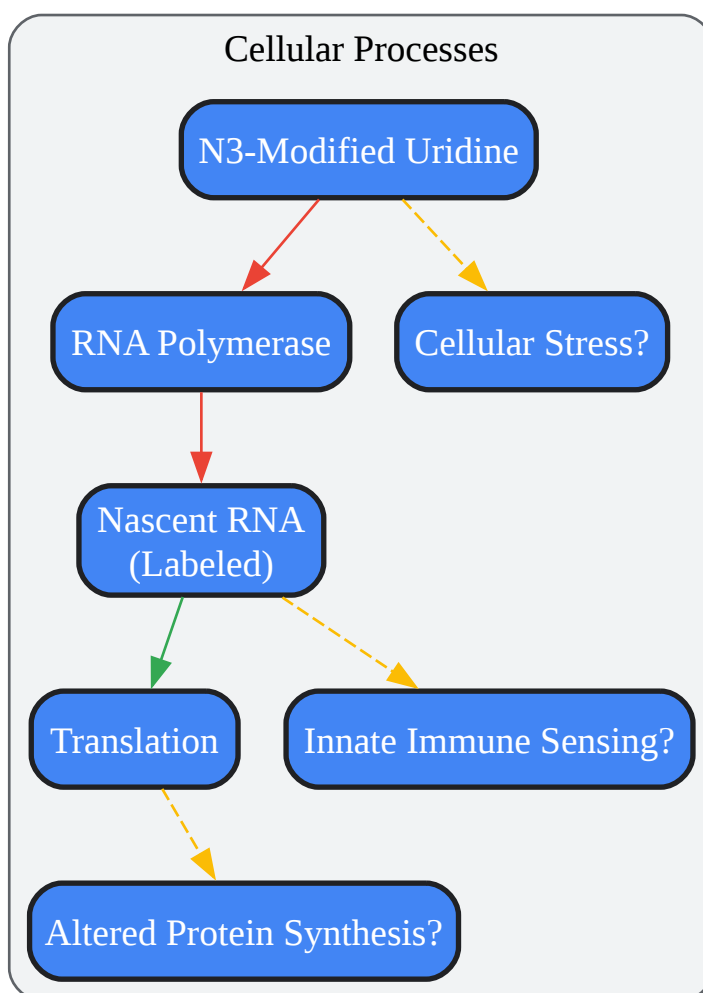 Cellular Processes
N3-Modified Uridine
RNA Polymerase
Cellular Stress?
Nascent RNA
(Labeled)
Translation
Innate Immune Sensing?
Altered Protein Synthesis?